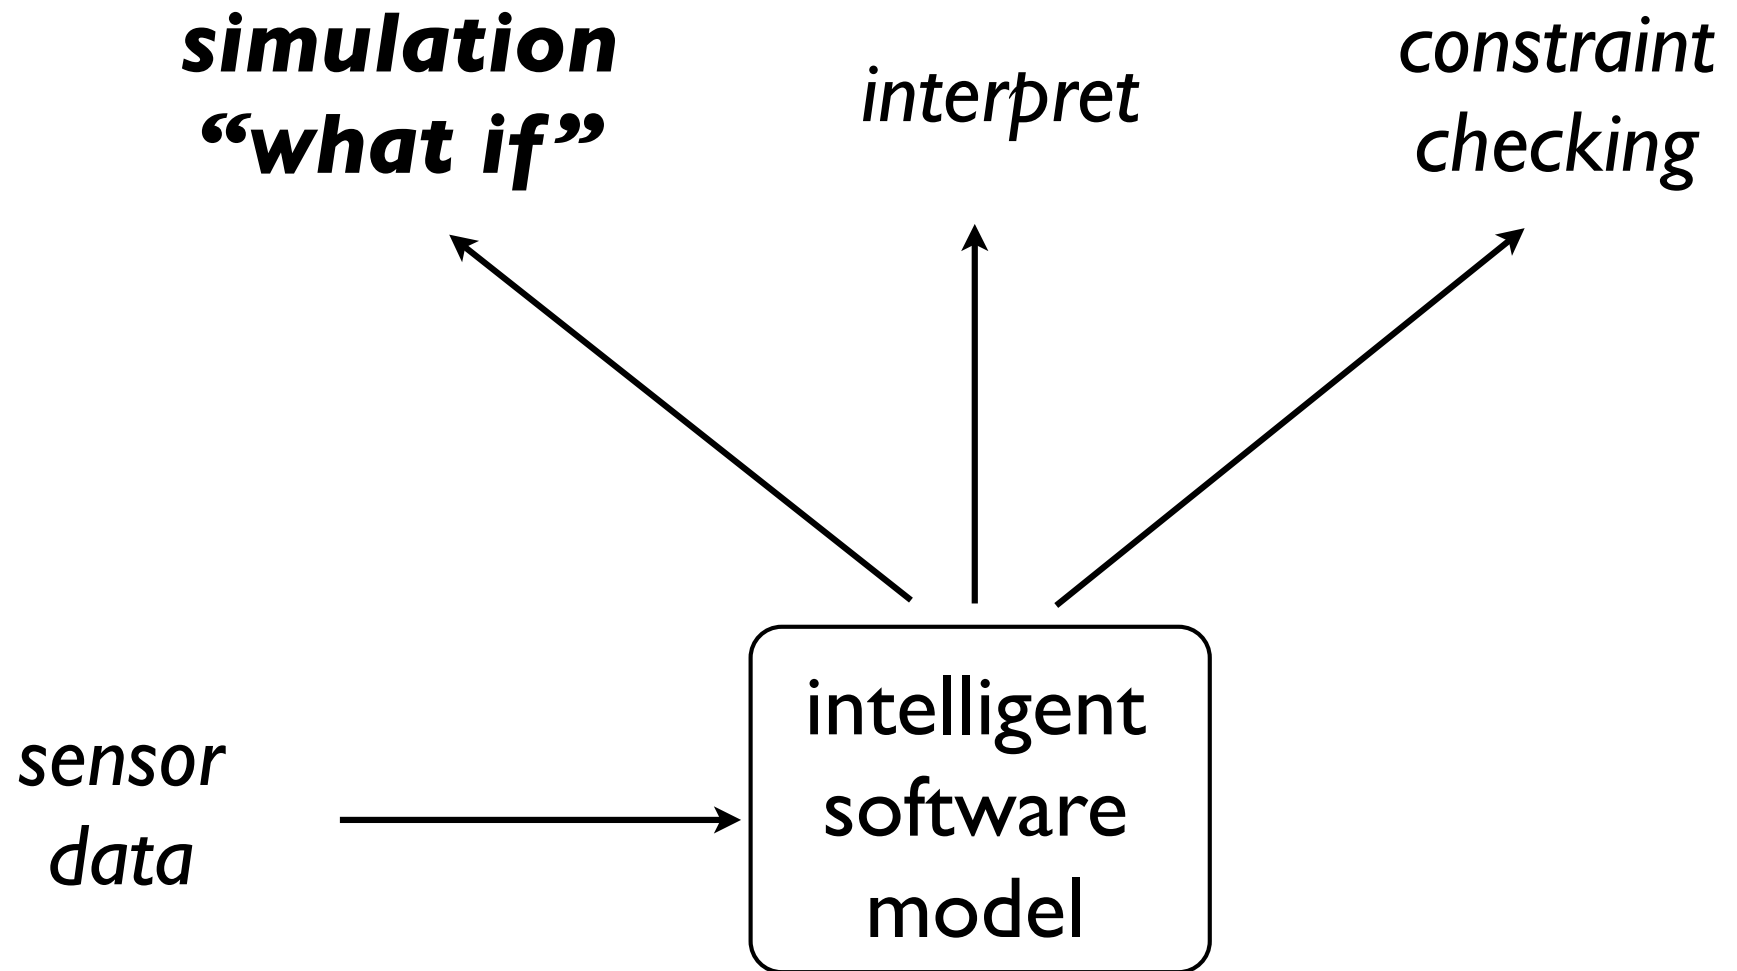 simulation
“what if”
interpret
constraint
checking
sensor
data
intelligent
software
model